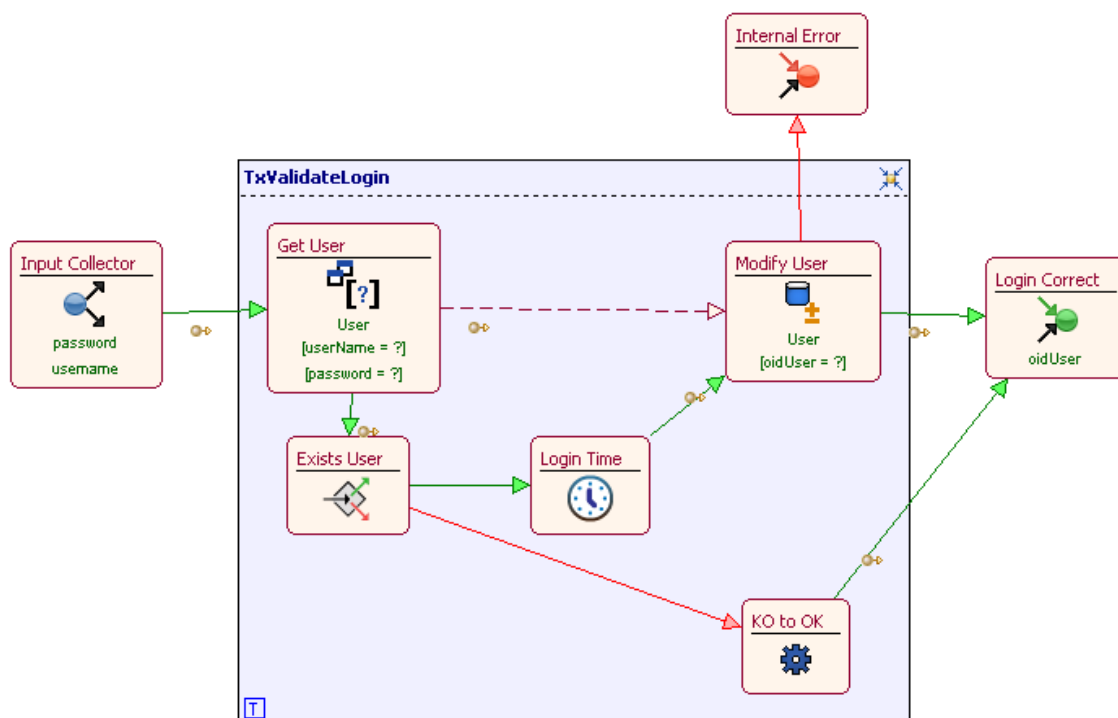 Internal Error
TxValidateLogin
Input Collector
password
username
Get User
[?]
User
[userName = ?]
[password = ?]
Modify User
User
[oidUser = ?]
Login Correct
oidUser
Exists User
Login Time
KO to OK
T